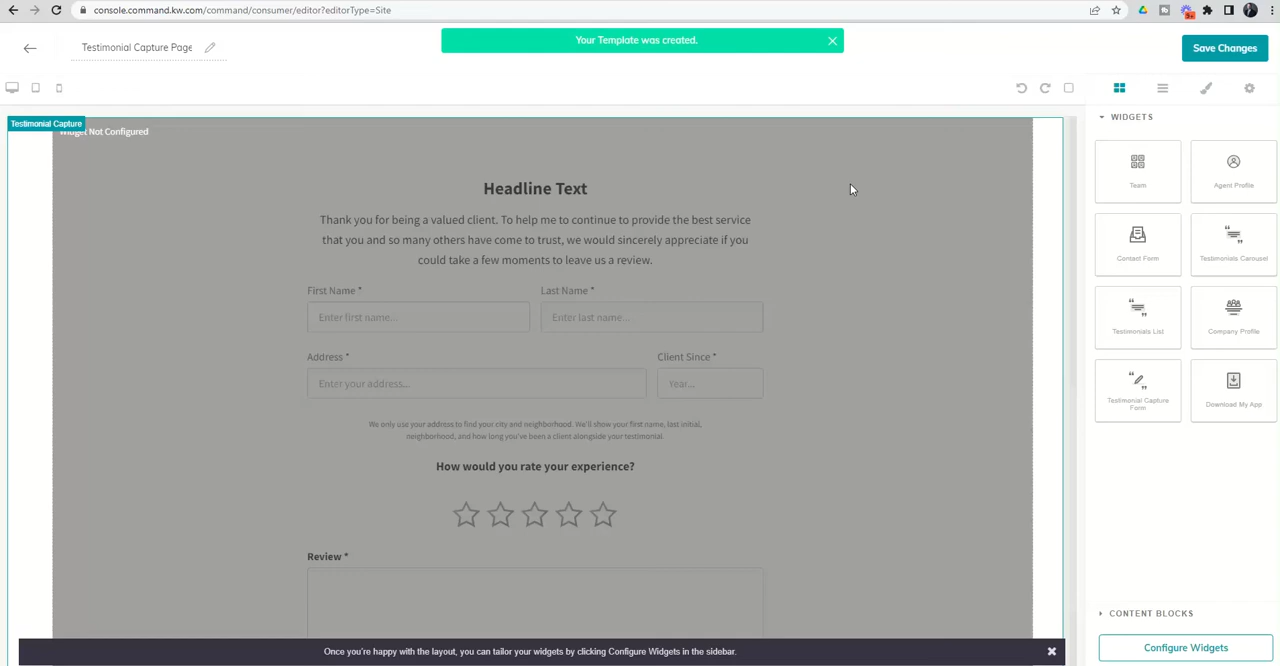 console.command.kw.com/command/consumer/editor?editorType=Site
Testimonial Capture Page
Your Template was created.
Save Changes
Testimonial Capture
Widget Not Configured
WIDGETS
Headline Text
Thank you for being a valued client. To help me to continue to provide the best service
that you and so many others have come to trust, we would sincerely appreciate if you
could take a few moments to leave us a review.
First Name *
Last Name *
Enter first name...
Enter last name...
Address *
Client Since *
Enter your address...
Year...
We only use your address to find your city and neighborhood. We'll show your first name, last initial,
neighborhood, and how long you've been a client alongside your testimonial.
How would you rate your experience?
Review *
Team
Agent Profile
Contact Form
Testimonials Carousel
Testimonials List
Company Profile
Testimonial Capture
Form
Download My App
CONTENT BLOCKS
Configure Widgets
Once you're happy with the layout, you can tailor your widgets by clicking Configure Widgets in the sidebar.